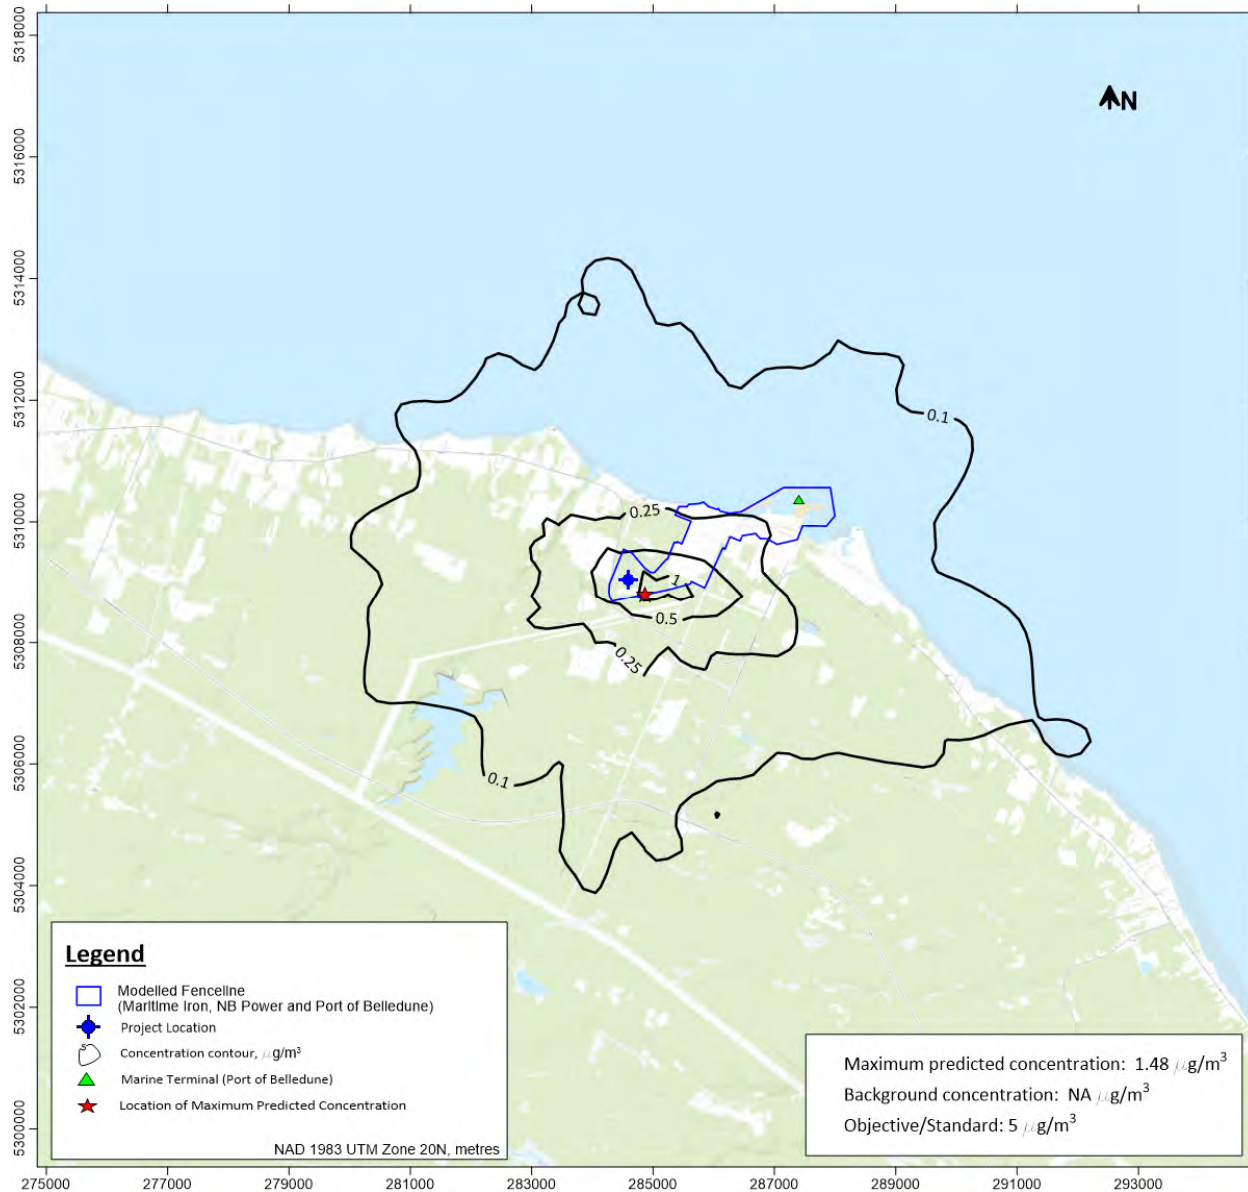 5318000
N
5316000
5314000
5312000
0.1
5310000
0.25
1
0.5
5308000
0.25
5306000
0.1
5304000
Legend
Modelled Fenceline
(Maritime Iron, NB Power and Port of Belledune)
Project Location
5
Concentration contour, µg/m³
Marine Terminal (Port of Belledune)
Location of Maximum Predicted Concentration
NAD 1983 UTM Zone 20N, metres
5302000
5300000
Maximum predicted concentration: 1.48 µg/m³
Background concentration: NA µg/m³
Objective/Standard: 5 µg/m³
275000 277000 279000 281000 283000 285000 287000 289000 291000 293000